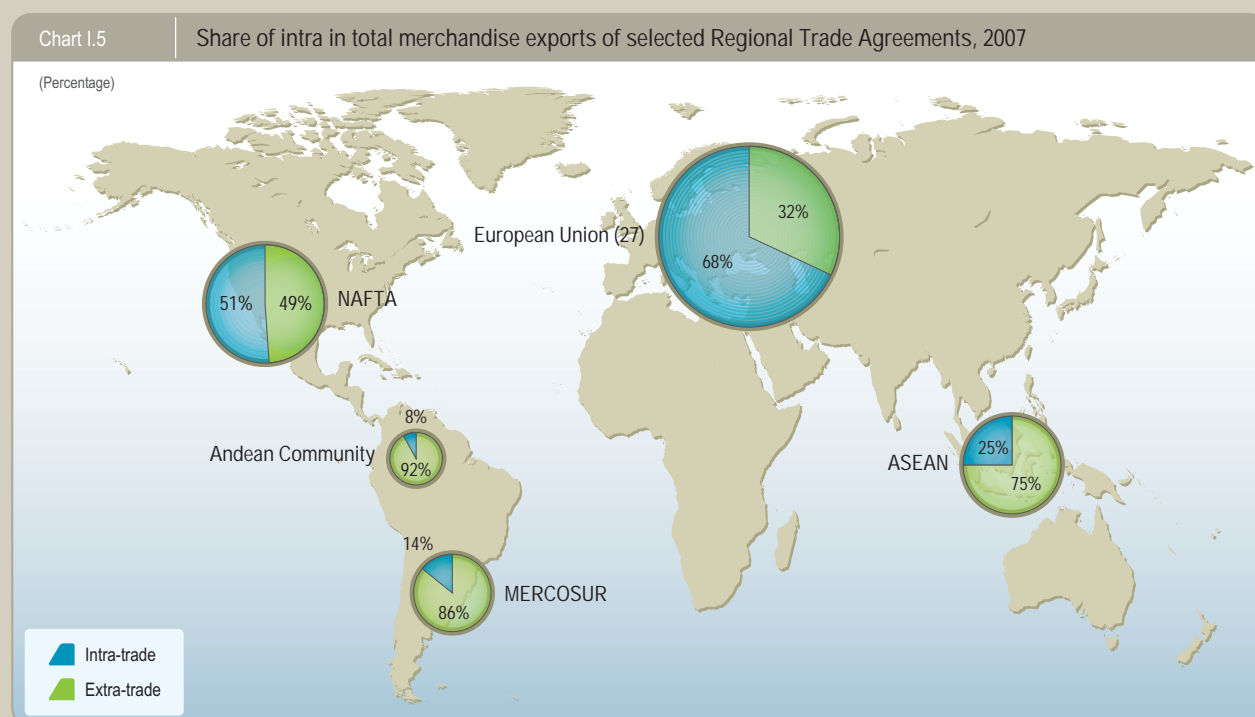 Chart I.5
Share of intra in total merchandise exports of selected Regional Trade Agreements, 2007
(Percentage)
32%
European Union (27)
68%
51%
49%
NAFTA
8%
Andean Community
92%
25%
ASEAN
75%
14%
MERCOSUR
86%
Intra-trade
Extra-trade